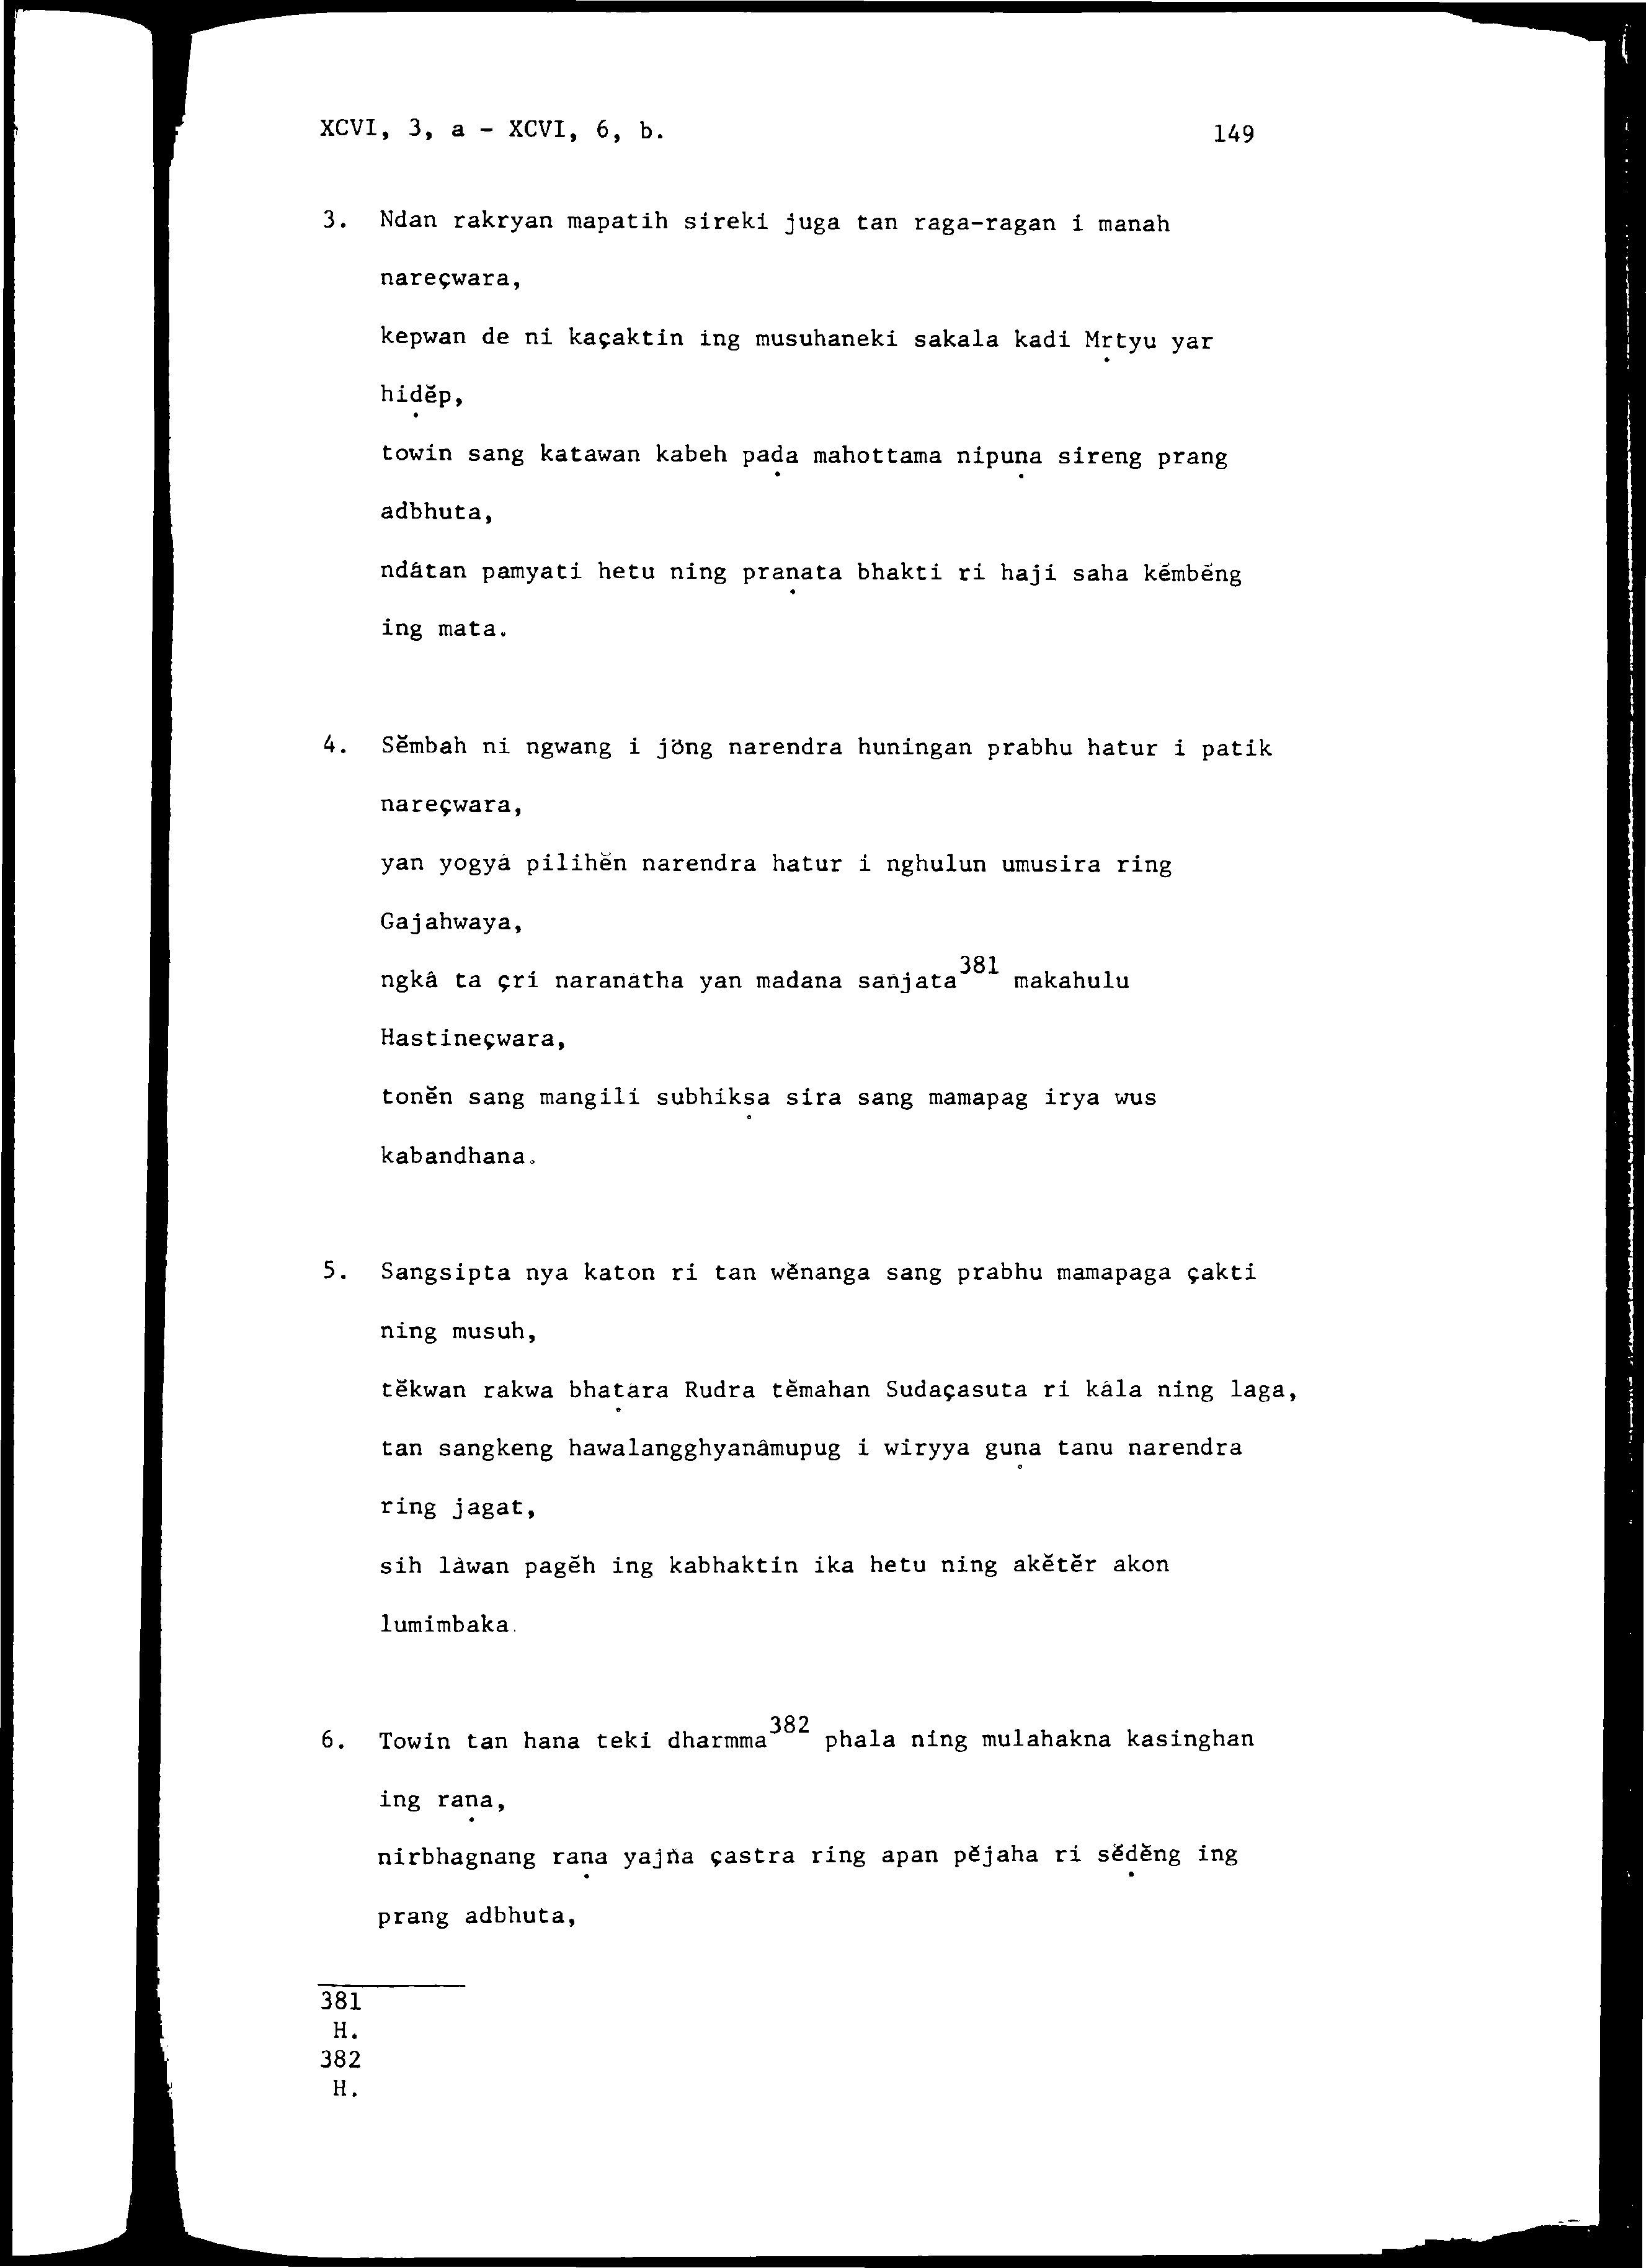 XCVI, 3, a - XCVI, 6, b. 149
3. Ndan rakryan mapatih sireki juga tan raga-ragan i manah
nareçwara,
kepwan de ni kaçaktin ing musuhaneki sakala kadi Mṛtyu yar
hiḍĕp,
towin sang katawan kabeh paḍa mahottama nipuṇa sireng prang
adbhuta,
ndâtan pamyati hetu ning praṇata bhakti ri haji saha kĕmbĕng
ing mata.
4. Sĕmbah ni ngwang i jöng narendra huningan prabhu hatur i patik
nareçwara,
yan yogyâ pilihĕn narendra hatur i nghulun umusira ring
Gajahwaya,
ngkâ ta çrî naranâtha yan madana sañjata³⁸¹ makahulu
Hastineçwara,
tonĕn sang mangili subhikṣa sira sang mamapag irya wus
kabandhana.
5. Sangsipta nya katon ri tan wĕnanga sang prabhu mamapaga çakti
ning musuh,
tĕkwan rakwa bhaṭâra Rudra tĕmahan Sudaçasuta ri kâla ning laga,
tan sangkeng hawalangghyanâmupug i wiryya guṇa tanu narendra
ring jagat,
sih lâwan pagĕh ing kabhaktin ika hetu ning akĕtĕr akon
lumimbaka.
6. Towin tan hana teki dharmma³⁸² phala ning mulahakna kasinghan
ing raṇa,
nirbhagnang raṇa yajña çastra ring apan pĕjaha ri sĕḍĕng ing
prang adbhuta,
381
H.
382
H.